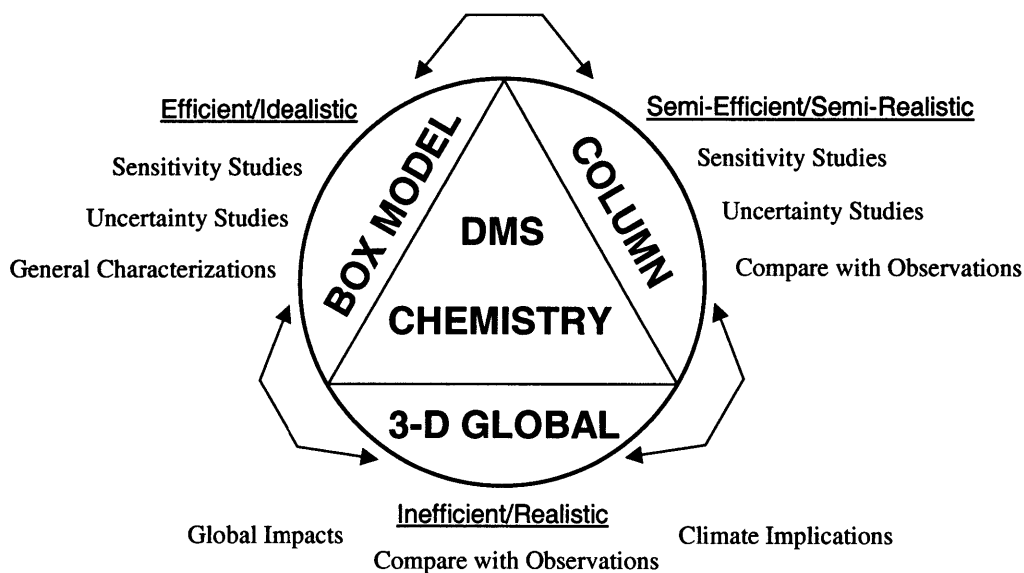 Efficient/Idealistic
Sensitivity Studies
Uncertainty Studies
General Characterizations
BOX MODEL
DMS
CHEMISTRY
COLUMN
Semi-Efficient/Semi-Realistic
Sensitivity Studies
Uncertainty Studies
Compare with Observations
3-D GLOBAL
Inefficient/Realistic
Global Impacts
Compare with Observations
Climate Implications